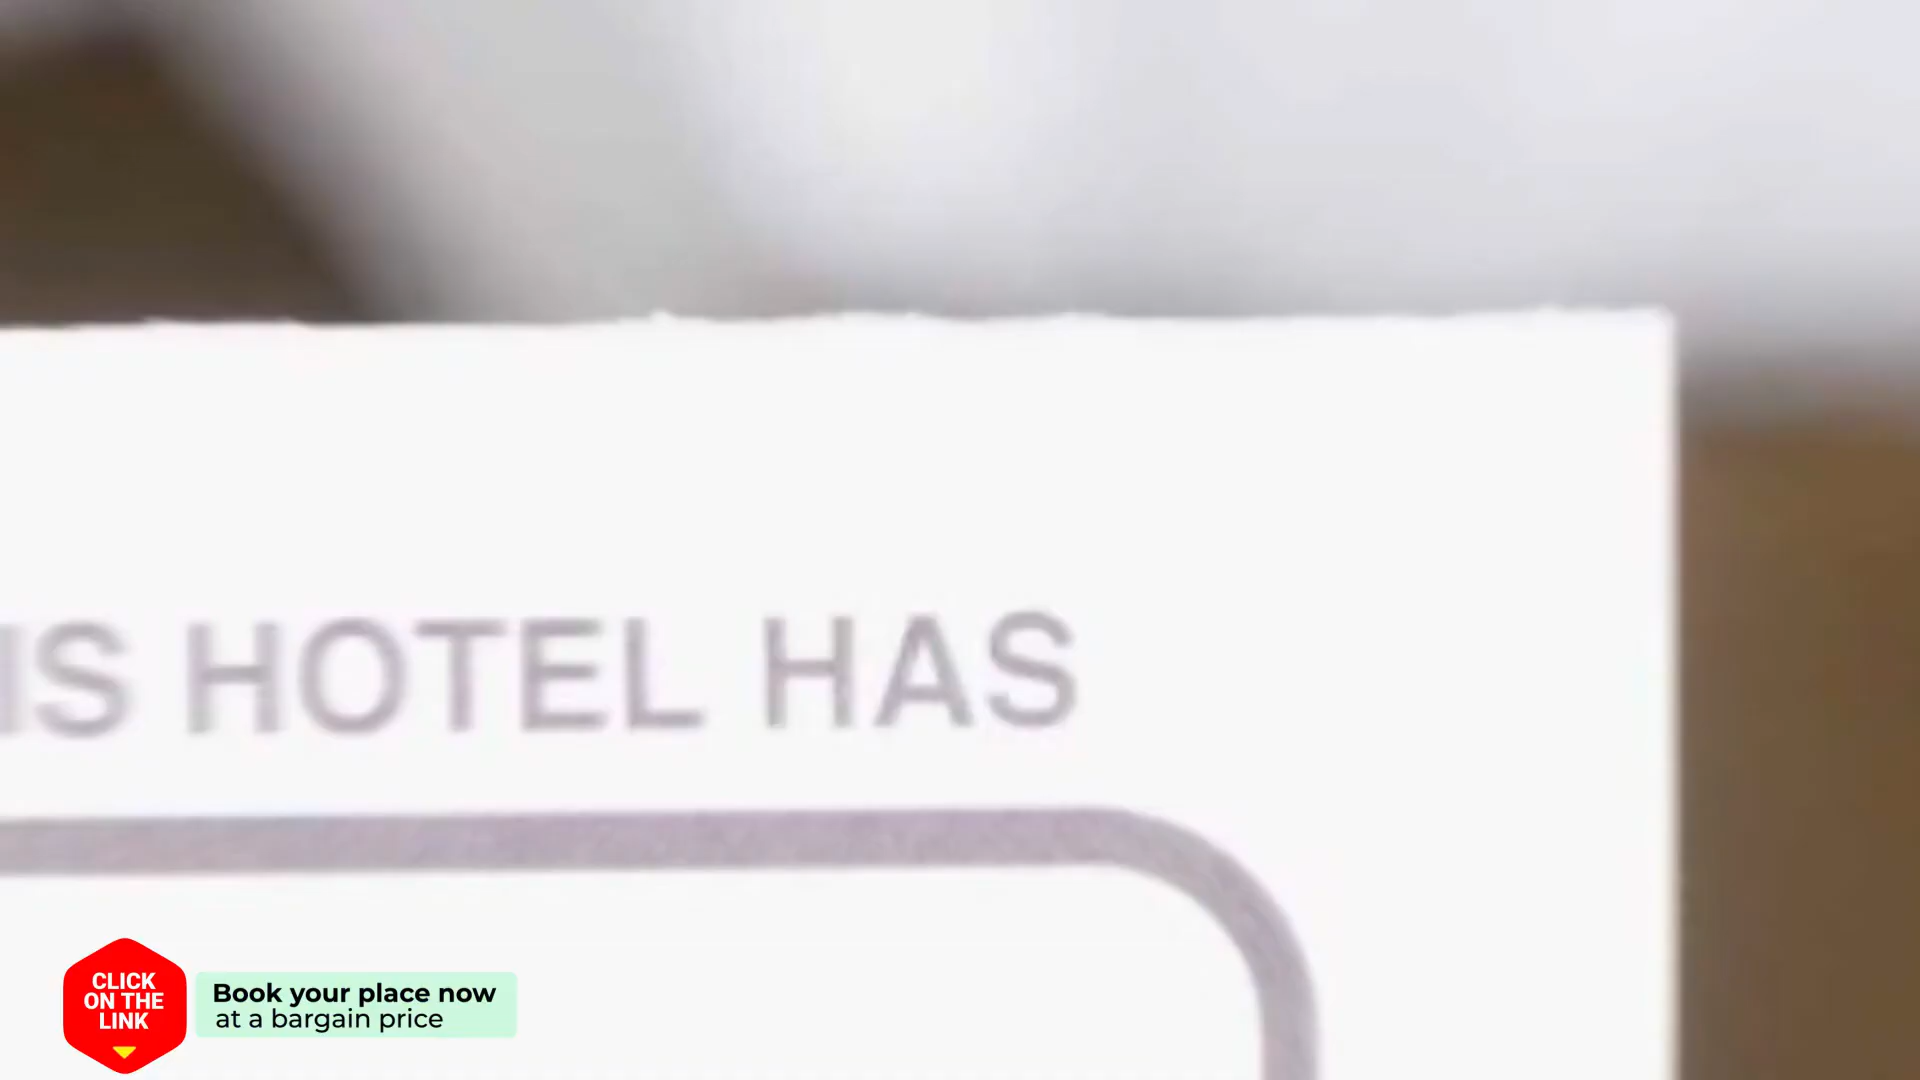 IS HOTEL HAS
CLICK
ON THE
LINK
Book your place now
at a bargain price